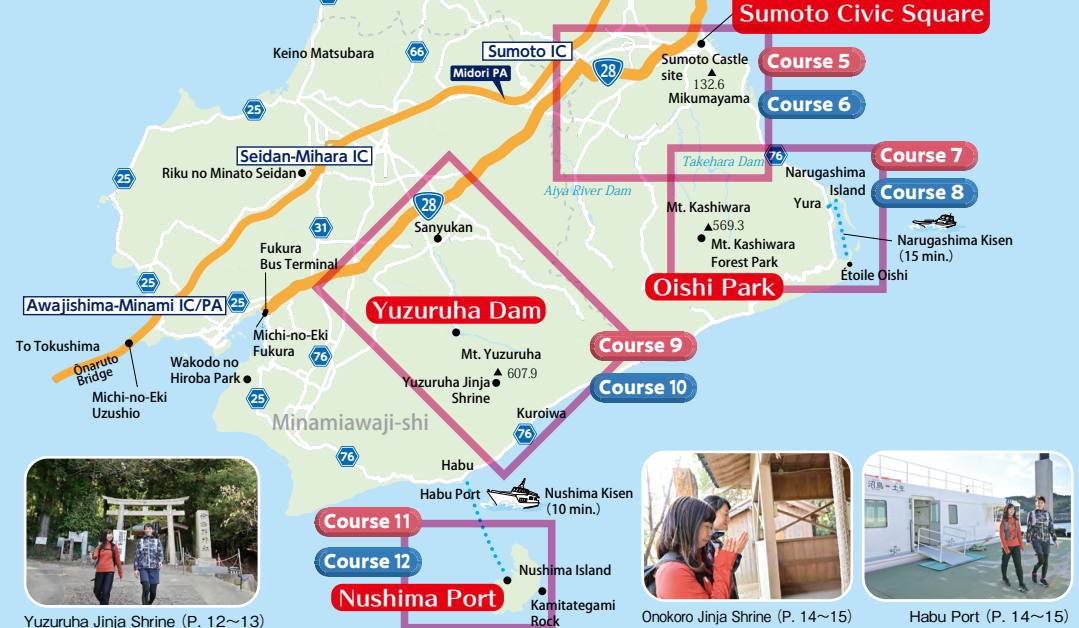 Sumoto Civic Square
Keino Matsubara
66
Sumoto IC
Midori PA
28
Sumoto Castle
site
132.6
Mikumayama
Course 5
Course 6
25
Seidan-Mihara IC
Riku no Minato Seidan
25
Takehara Dam
76
Course 7
Narugashima
Island
Course 8
Yura
Aiya River Dam
Mt. Kashiwara
569.3
Mt. Kashiwara
Forest Park
Narugashima Kisen
(15 min.)
Étoile Oishi
Oishi Park
28
Sanyukan
31
Fukura
Bus Terminal
25
Awajishima-Minami IC/PA
25
Yuzuruha Dam
To Tokushima
Ōnaruto
Bridge
Michi-no-Eki
Uzushio
Michi-no-Eki
Fukura
Wakodo no
Hiroba Park
76
25
Mt. Yuzuruha
607.9
Yuzuruha Jinja
Shrine
Course 9
Course 10
Minamiawaji-shi
Kuroiwa
76
76
Habu
Habu Port
Nushima Kisen
(10 min.)
Course 11
Course 12
Nushima Island
Nushima Port
Kamitategami
Rock
沼島－土生
Yuzuruha Jinja Shrine (P. 12～13)
Onokoro Jinja Shrine (P. 14～15)
Habu Port (P. 14～15)